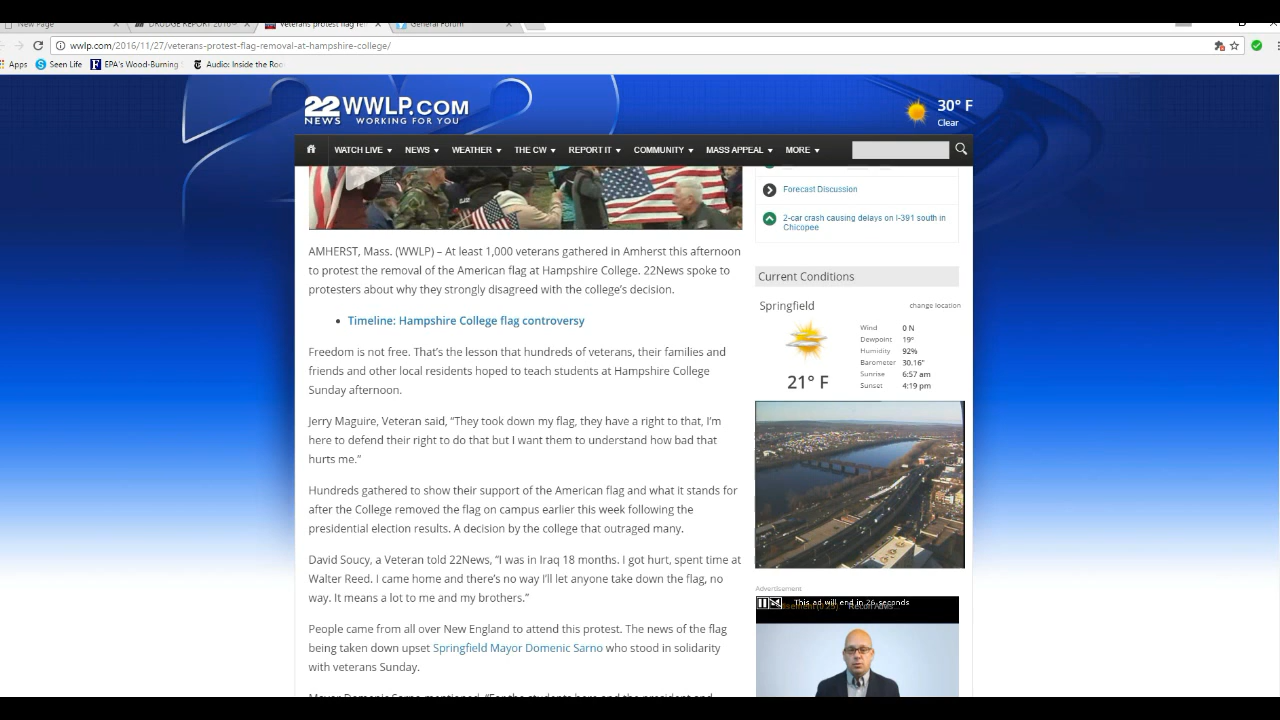 New Page
DRUDGE REPORT 2016
Veterans protest flag re
General Forum
wwlp.com/2016/11/27/veterans-protest-flag-removal-at-hampshire-college/
Apps
Seen Life
EPA's Wood-Burning
Audio: Inside the Roo
22 WWLP.COM
NEWS WORKING FOR YOU
30° F
Clear
WATCH LIVE
NEWS
WEATHER
THE CW
REPORT IT
COMMUNITY
MASS APPEAL
MORE
AMHERST, Mass. (WWLP) – At least 1,000 veterans gathered in Amherst this afternoon
to protest the removal of the American flag at Hampshire College. 22News spoke to
protesters about why they strongly disagreed with the college's decision.
• Timeline: Hampshire College flag controversy
Freedom is not free. That's the lesson that hundreds of veterans, their families and
friends and other local residents hoped to teach students at Hampshire College
Sunday afternoon.
Jerry Maguire, Veteran said, “They took down my flag, they have a right to that, I'm
here to defend their right to do that but I want them to understand how bad that
hurts me.”
Hundreds gathered to show their support of the American flag and what it stands for
after the College removed the flag on campus earlier this week following the
presidential election results. A decision by the college that outraged many.
David Soucy, a Veteran told 22News, “I was in Iraq 18 months. I got hurt, spent time at
Walter Reed. I came home and there's no way I'll let anyone take down the flag, no
way. It means a lot to me and my brothers.”
People came from all over New England to attend this protest. The news of the flag
being taken down upset Springfield Mayor Domenic Sarno who stood in solidarity
with veterans Sunday.
Mayor Domenic Sarno mentioned, “For the students here and the president and
Forecast Discussion
2-car crash causing delays on I-391 south in
Chicopee
Current Conditions
Springfield
change location
21° F
Wind 0 N
Dewpoint 19°
Humidity 92%
Barometer 30.16"
Sunrise 6:57 am
Sunset 4:19 pm
Advertisement
This ad will end in 26 seconds